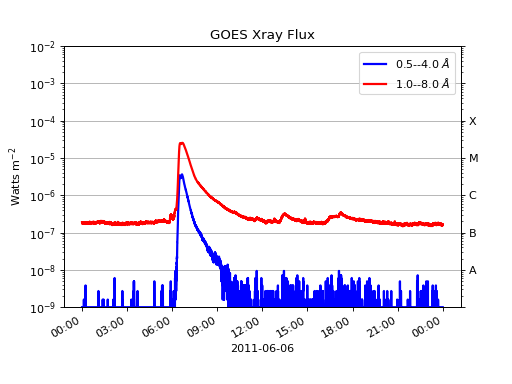 GOES Xray Flux
10⁻²
10⁻³
10⁻⁴
10⁻⁵
10⁻⁶
10⁻⁷
10⁻⁸
10⁻⁹
Watts m⁻²
0.5--4.0 Å
1.0--8.0 Å
X
M
C
B
A
00:00
03:00
06:00
09:00
12:00
15:00
18:00
21:00
00:00
2011-06-06